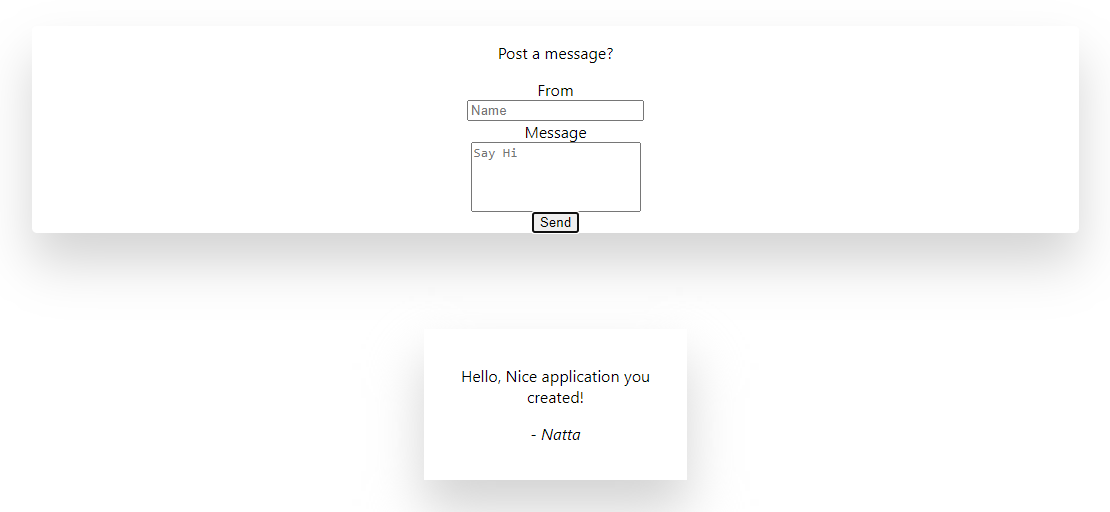 Post a message?
From
Name
Message
Say Hi
Send
Hello, Nice application you
created!
- Natta